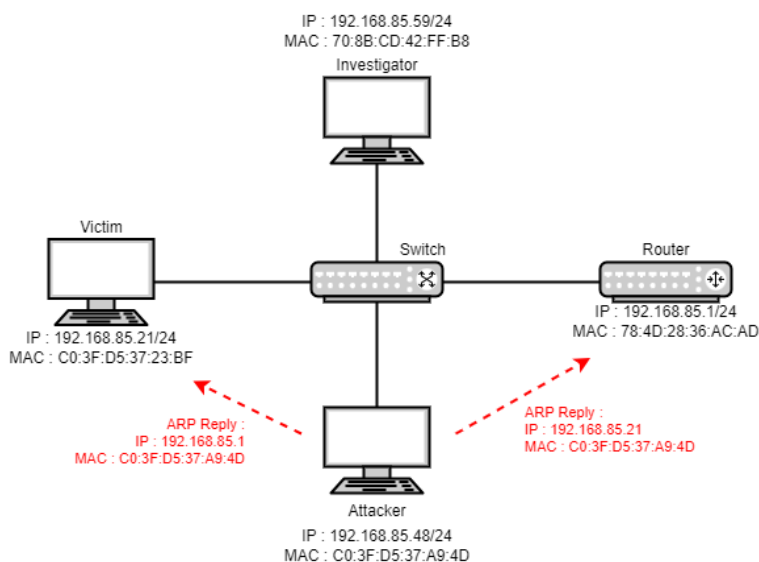 IP : 192.168.85.59/24
MAC : 70:8B:CD:42:FF:B8
Investigator
Victim
Switch
Router
IP : 192.168.85.21/24
MAC : C0:3F:D5:37:23:BF
IP : 192.168.85.1/24
MAC : 78:4D:28:36:AC:AD
ARP Reply :
IP : 192.168.85.1
MAC : C0:3F:D5:37:A9:4D
ARP Reply :
IP : 192.168.85.21
MAC : C0:3F:D5:37:A9:4D
Attacker
IP : 192.168.85.48/24
MAC : C0:3F:D5:37:A9:4D